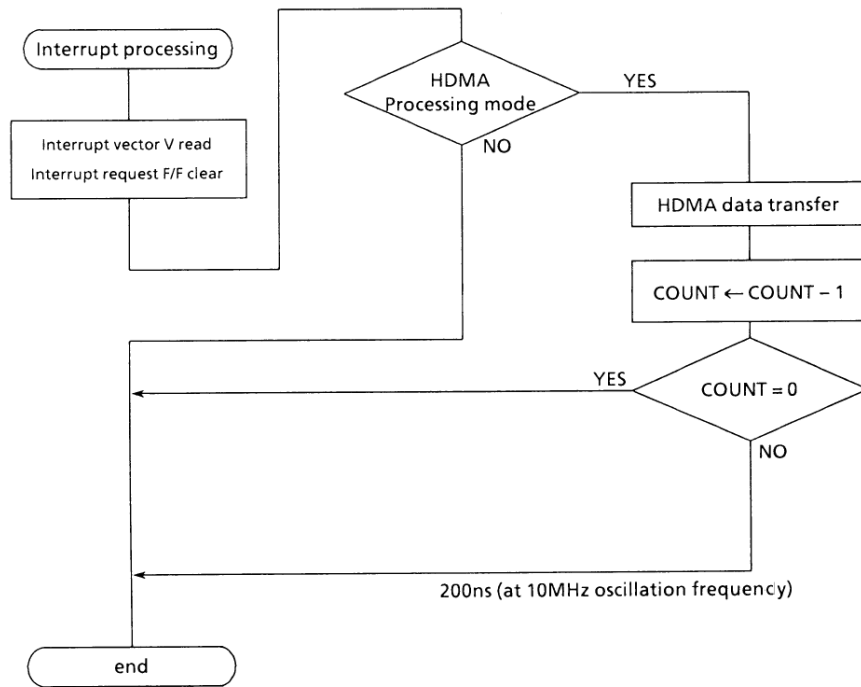 Interrupt processing
Interrupt vector V read
Interrupt request F/F clear
HDMA
Processing mode
YES
NO
HDMA data transfer
COUNT ← COUNT – 1
YES
COUNT = 0
NO
200ns (at 10MHz oscillation frequency)
end